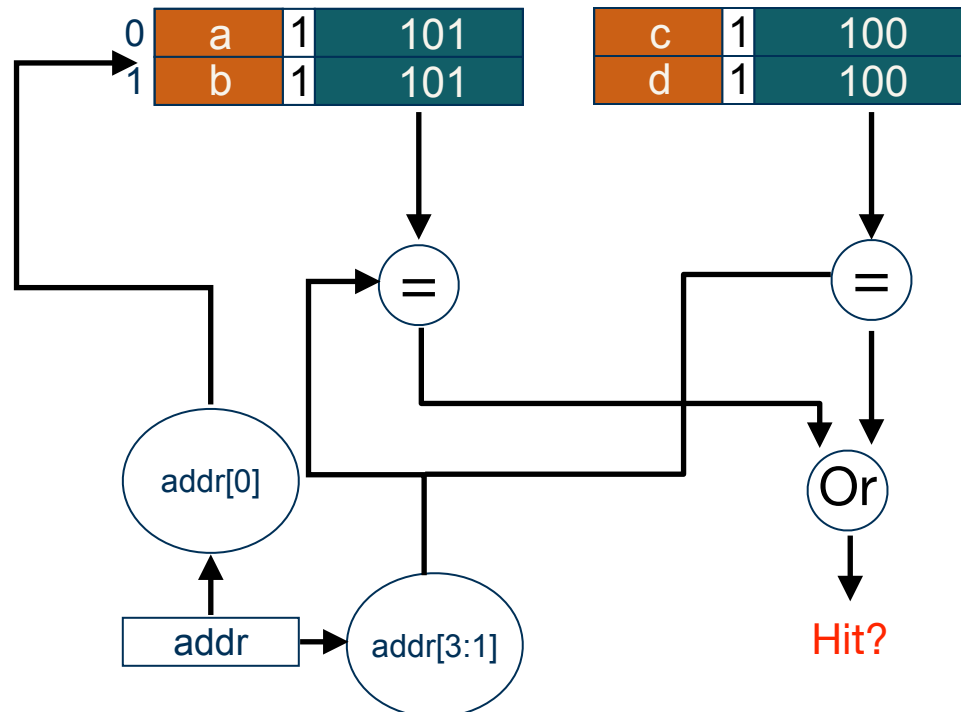 0 a 1 101 c 1 100
1 b 1 101 d 1 100
= =
addr[0] Or
addr addr[3:1] Hit?